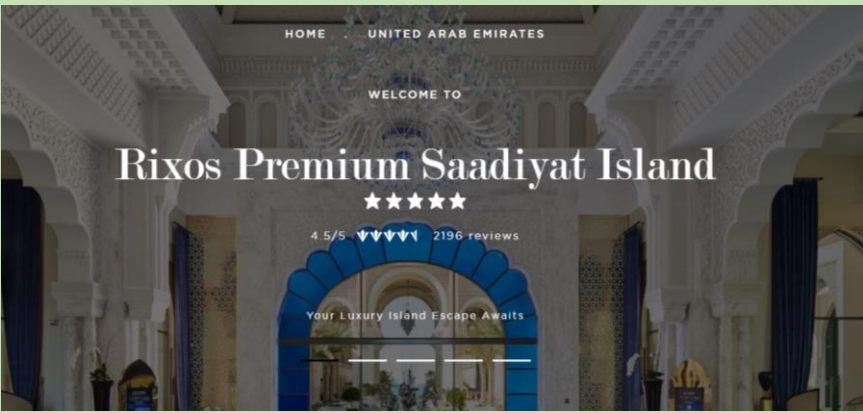 HOME . UNITED ARAB EMIRATES
WELCOME TO
Rixos Premium Saadiyat Island
4.5/5 2196 reviews
Your Luxury Island Escape Awaits